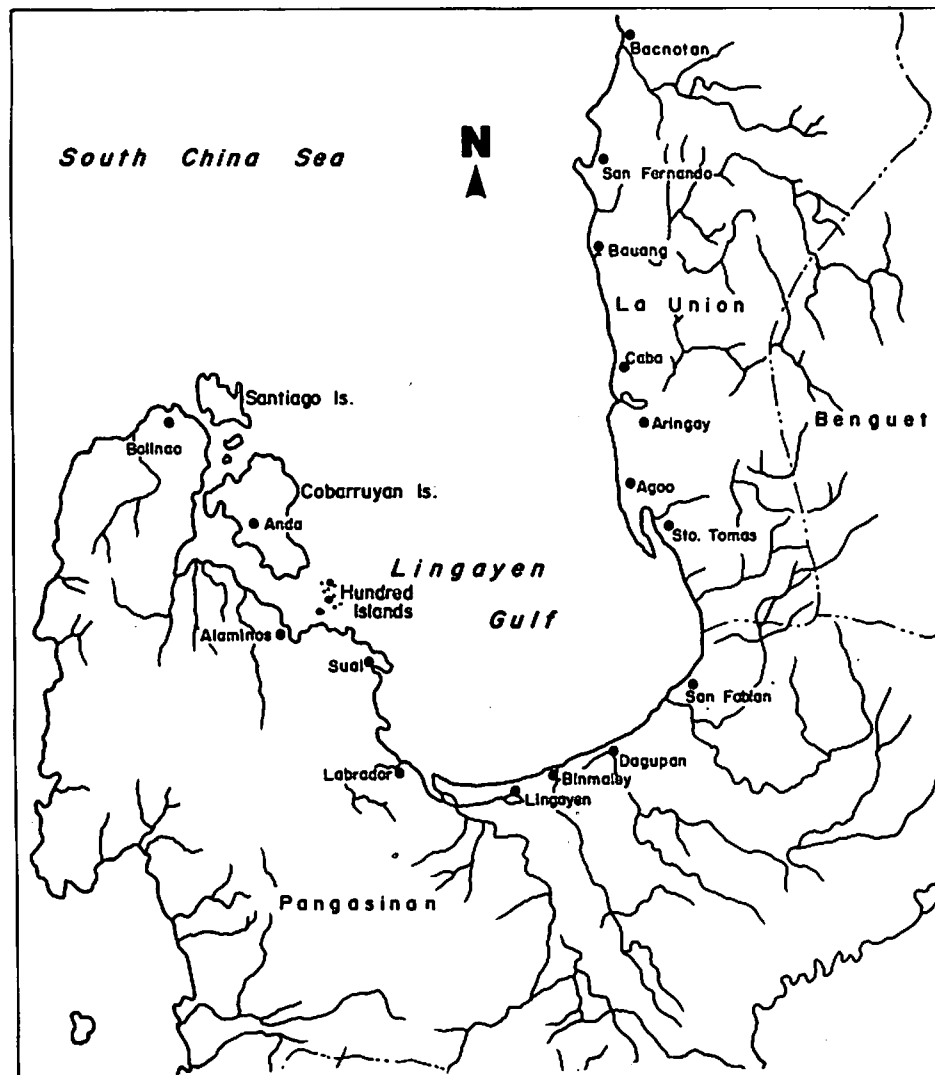 Bacnotan
South China Sea
N
San Fernando
Bauang
La Union
Caba
Santiago Is.
Aringay
Benguet
Bolinao
Cabarruyan Is.
Agoo
Anda
Sto. Tomas
Lingayen
Gulf
Hundred
Islands
Alaminos
Sual
San Fabian
Labrador
Dagupan
Binmaley
Lingayen
Pangasinan